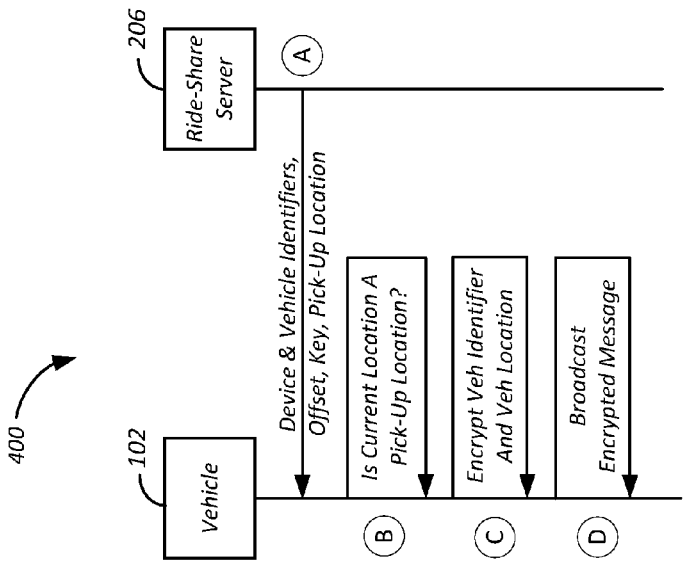 400
102
206
Vehicle
Ride-Share
Server
A
Device & Vehicle Identifiers,
Offset, Key, Pick-Up Location
B
Is Current Location A
Pick-Up Location?
C
Encrypt Veh Identifier
And Veh Location
D
Broadcast
Encrypted Message